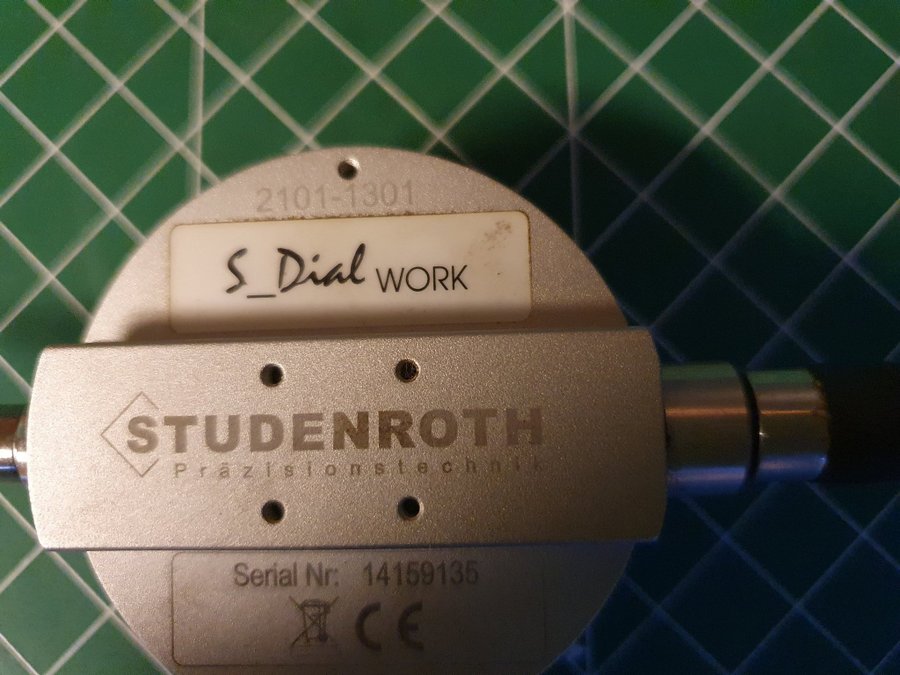 2101-1301
S_Dial WORK
STUDENROTH
Präzisionstechnik
Serial Nr: 14159135
CE